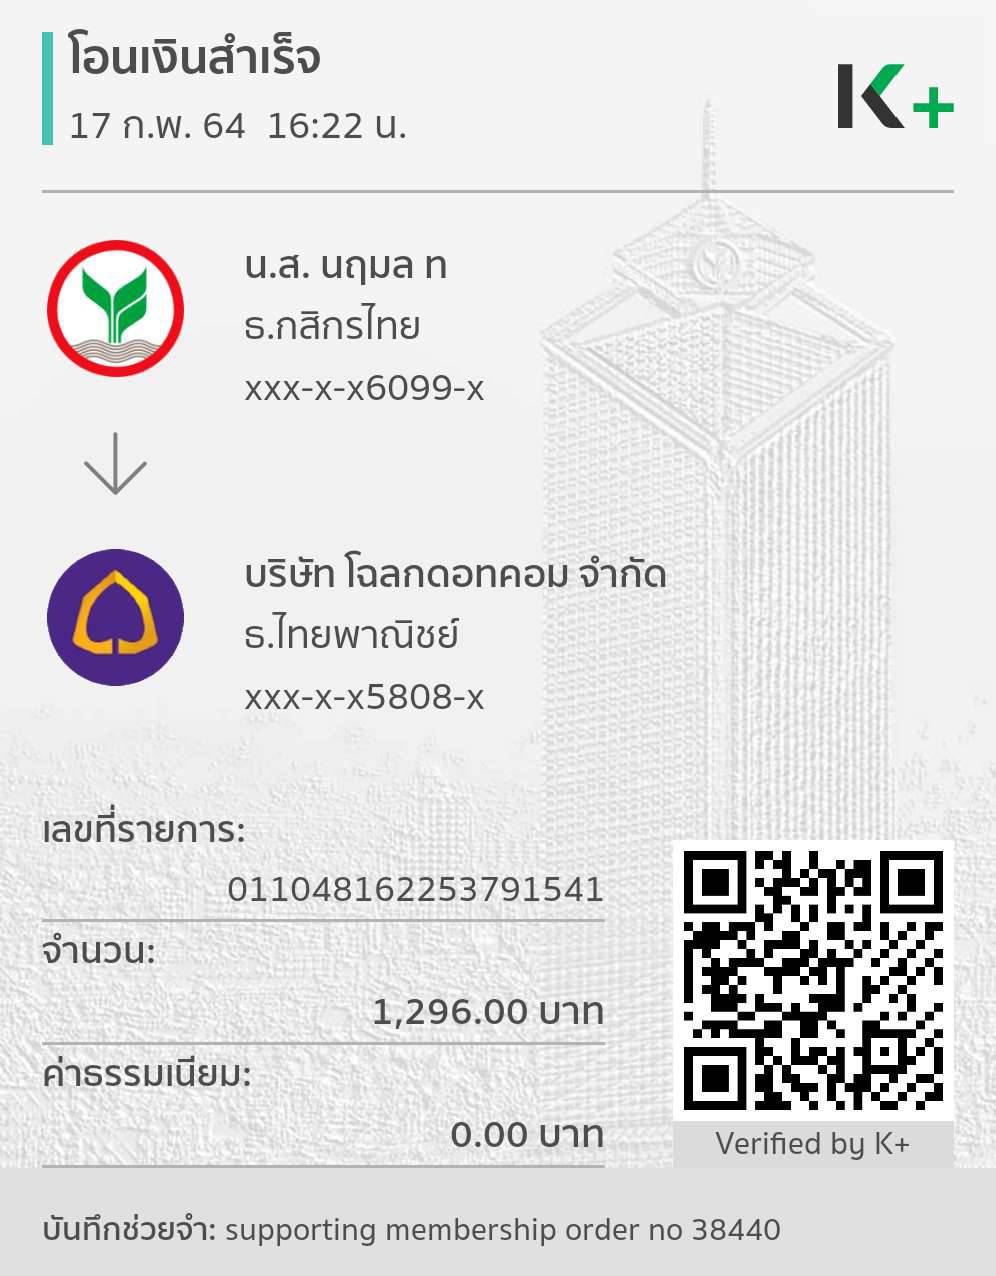 โอนเงินสำเร็จ
17 ก.พ. 64 16:22 น.
K+
น.ส. นฤมล ท
ธ.กสิกรไทย
xxx-x-x6099-x
บริษัท โฉลกดอทคอม จำกัด
ธ.ไทยพาณิชย์
xxx-x-x5808-x
เลขที่รายการ:
011048162253791541
จำนวน:
1,296.00 บาท
ค่าธรรมเนียม:
0.00 บาท
Verified by K+
บันทึกช่วยจำ: supporting membership order no 38440